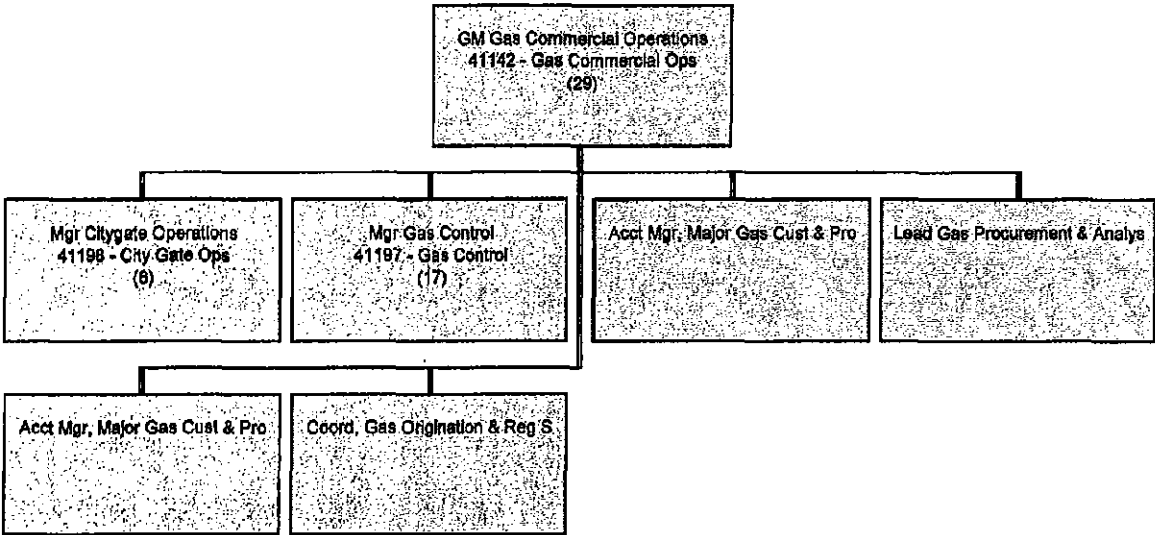 GM Gas Commercial Operations
41142 - Gas Commercial Ops
(29)
Mgr Citygate Operations
41196 - City Gate Ops
(6)
Mgr Gas Control
41197 - Gas Control
(17)
Acct Mgr, Major Gas Cust & Pro
Lead Gas Procurement & Analys
Acct Mgr, Major Gas Cust & Pro
Coord, Gas Origination & Reg S